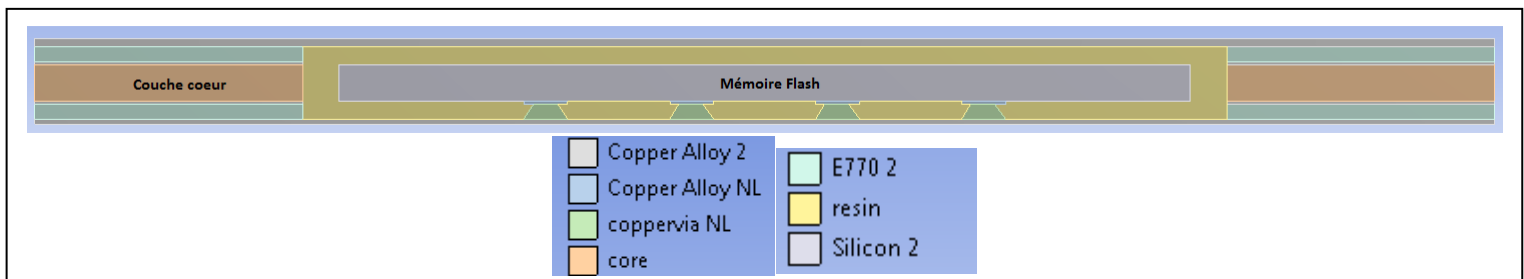 Couche coeur
Mémoire Flash
Copper Alloy 2
Copper Alloy NL
coppervia NL
core
E770 2
resin
Silicon 2